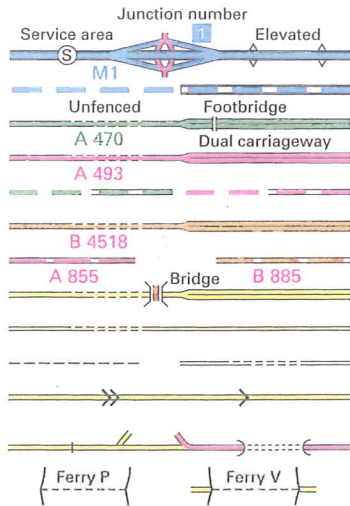 Junction number
Service area 1 Elevated
S
M1
Unfenced Footbridge
A 470 Dual carriageway
A 493
B 4518
A 855 Bridge B 885
Ferry P Ferry V